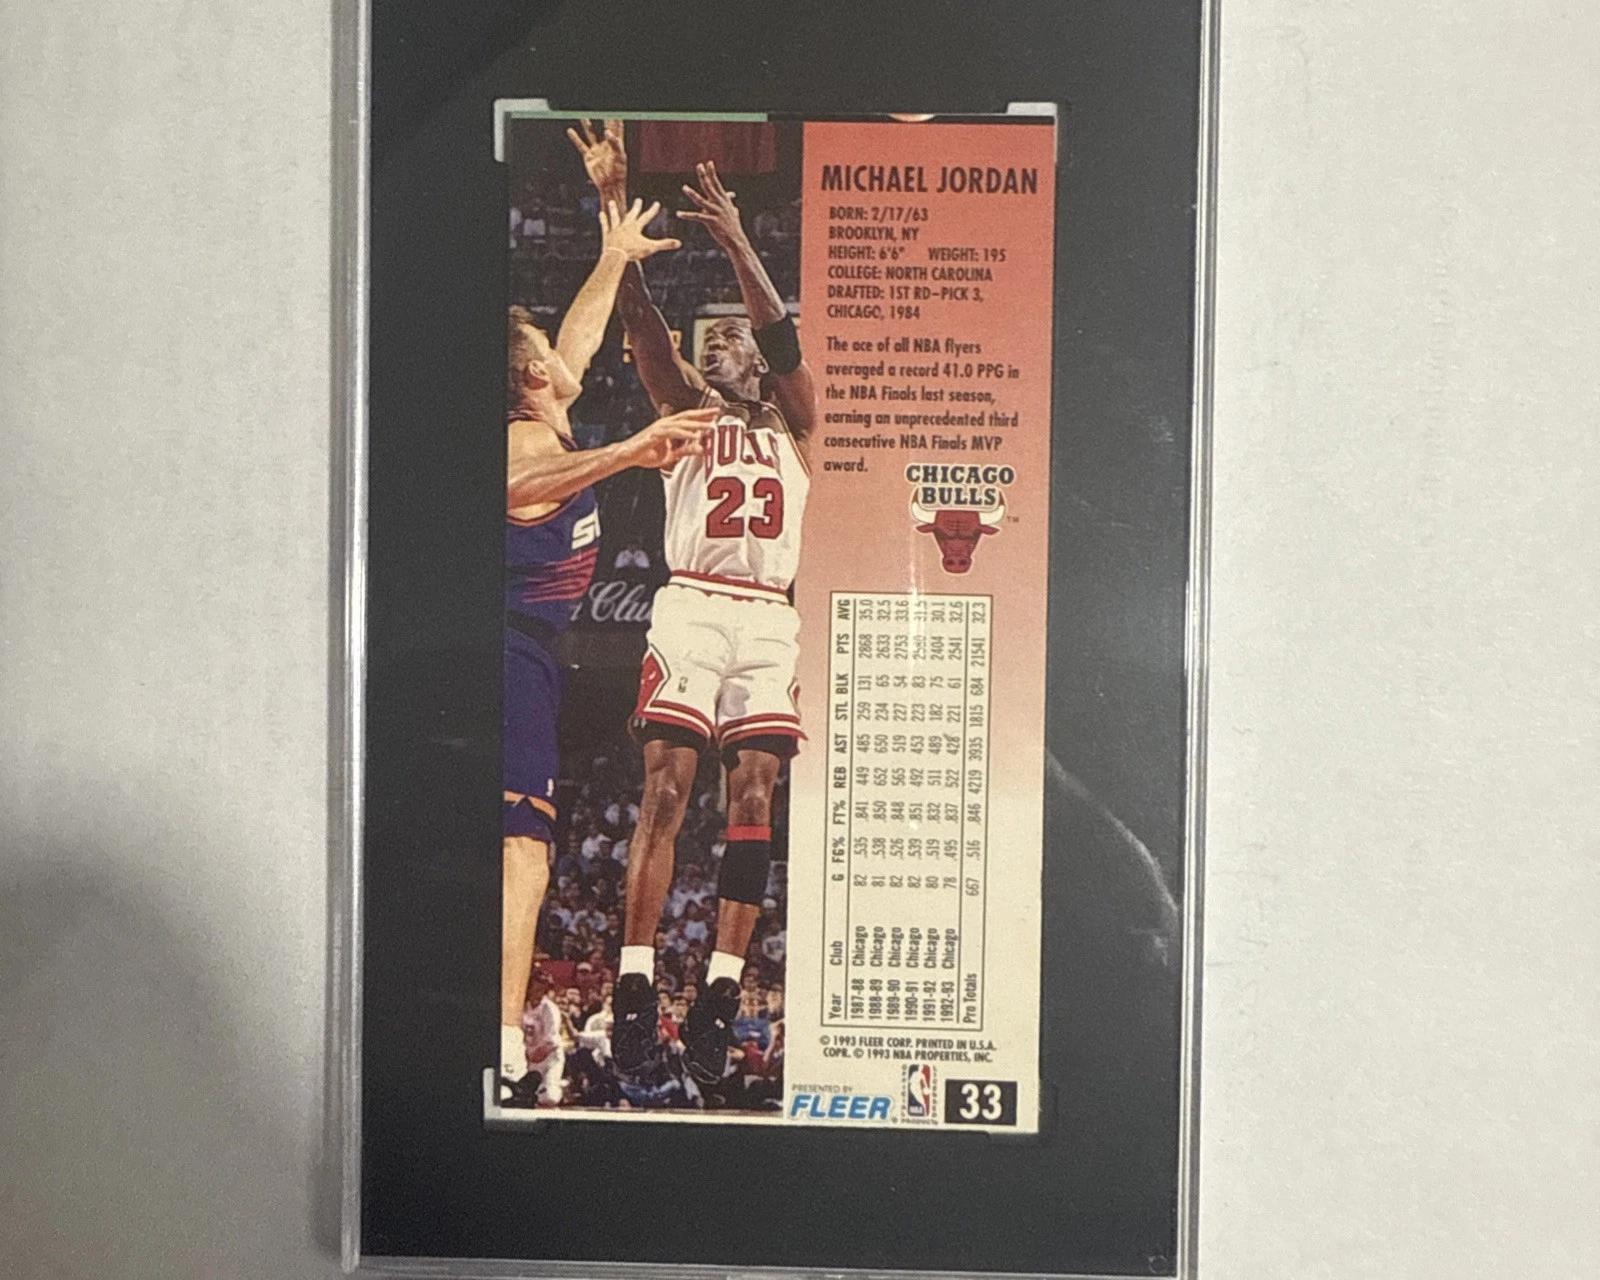 MICHAEL JORDAN
BORN: 2/17/63
BROOKLYN, NY
HEIGHT: 6'6" WEIGHT: 195
COLLEGE: NORTH CAROLINA
DRAFTED: 1ST RD-PICK 3,
CHICAGO, 1984
The ace of all NBA flyers
averaged a record 41.0 PPG in
the NBA Finals last season,
earning an unprecedented third
consecutive NBA Finals MVP
award.
CHICAGO
BULLS
TM
BULLS
23
Clu
Year Club G FG% FT% REB AST STL BLK PTS AVG
1987-88 Chicago 82 .535 .841 449 485 259 131 2868 35.0
1988-89 Chicago 81 .538 .850 652 650 234 65 2633 32.5
1989-90 Chicago 82 .526 .848 565 519 227 54 2753 33.6
1990-91 Chicago 82 .539 .851 492 453 223 83 2580 31.5
1991-92 Chicago 80 .519 .832 511 489 182 75 2404 30.1
1992-93 Chicago 78 .495 .837 522 428 221 61 2541 32.6
Pro Totals 667 .516 .846 4219 3935 1815 684 21541 32.3
© 1993 FLEER CORP. PRINTED IN U.S.A.
COPR. © 1993 NBA PROPERTIES, INC.
PRESENTED BY
FLEER
NBA
33